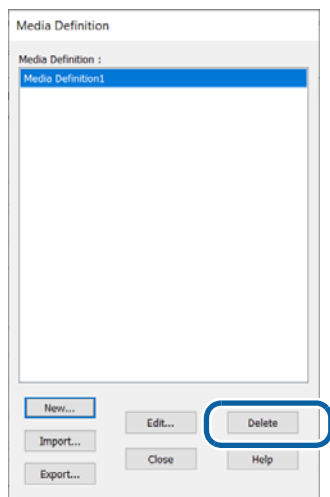 Media Definition
Media Definition :
Media Definition1
New...
Edit...
Delete
Import...
Close
Help
Export...